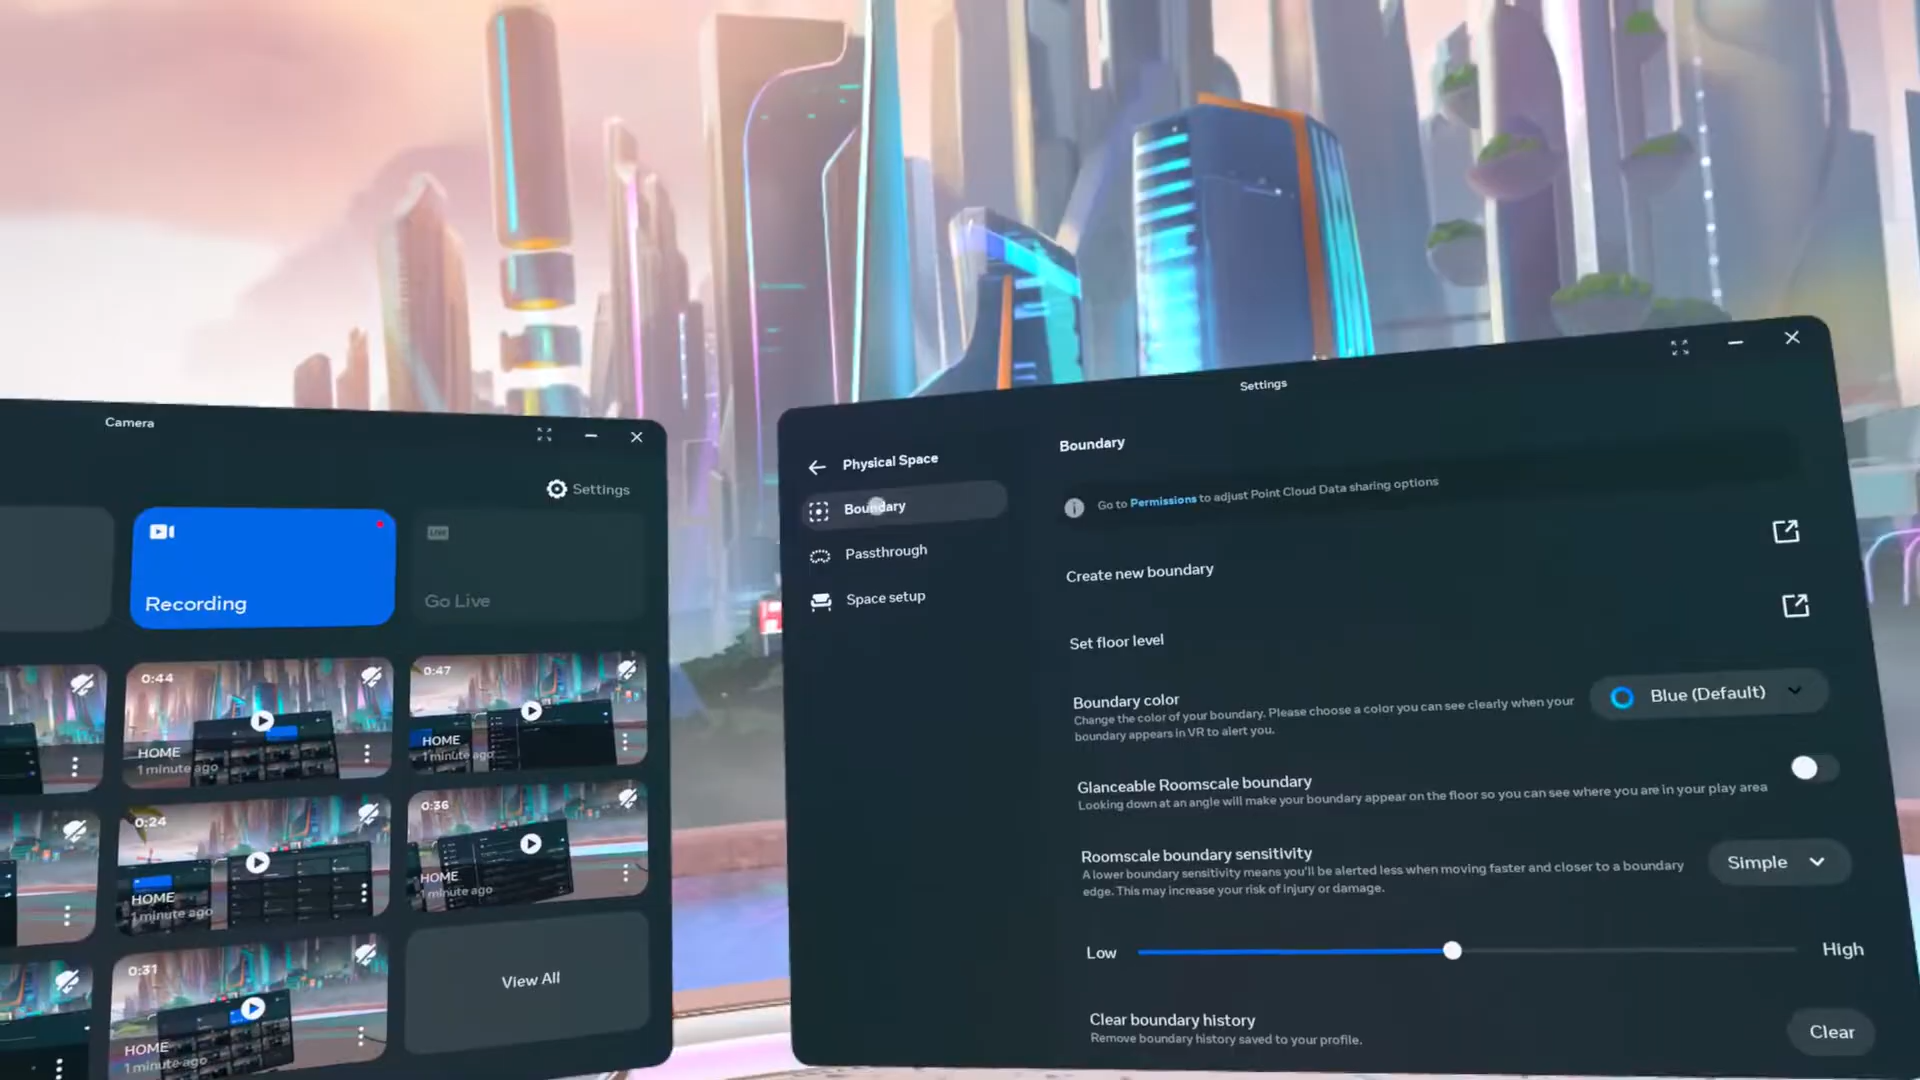 Camera
Settings
Recording
LIVE
Go Live
0:44
HOME
1 minute ago
0:47
HOME
1 minute ago
0:24
HOME
1 minute ago
0:36
HOME
1 minute ago
0:31
HOME
1 minute ago
View All
Settings
Physical Space
Boundary
Passthrough
Space setup
Boundary
Go to Permissions to adjust Point Cloud Data sharing options
Create new boundary
Set floor level
Boundary color
Change the color of your boundary. Please choose a color you can see clearly when your
boundary appears in VR to alert you.
Blue (Default)
Glanceable Roomscale boundary
Looking down at an angle will make your boundary appear on the floor so you can see where you are in your play area
Roomscale boundary sensitivity
A lower boundary sensitivity means you'll be alerted less when moving faster and closer to a boundary
edge. This may increase your risk of injury or damage.
Simple
Low
High
Clear boundary history
Remove boundary history saved to your profile.
Clear